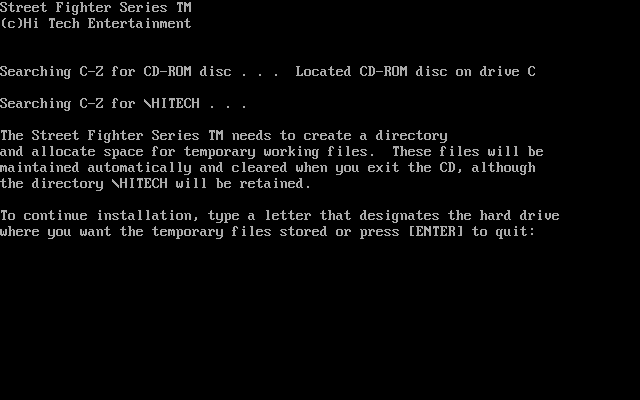 Street Fighter Series TM
(c)Hi Tech Entertainment
Searching C-Z for CD-ROM disc . . .  Located CD-ROM disc on drive C
Searching C-Z for \HITECH . . .
The Street Fighter Series TM needs to create a directory
and allocate space for temporary working files.  These files will be
maintained automatically and cleared when you exit the CD, although
the directory \HITECH will be retained.
To continue installation, type a letter that designates the hard drive
where you want the temporary files stored or press [ENTER] to quit: